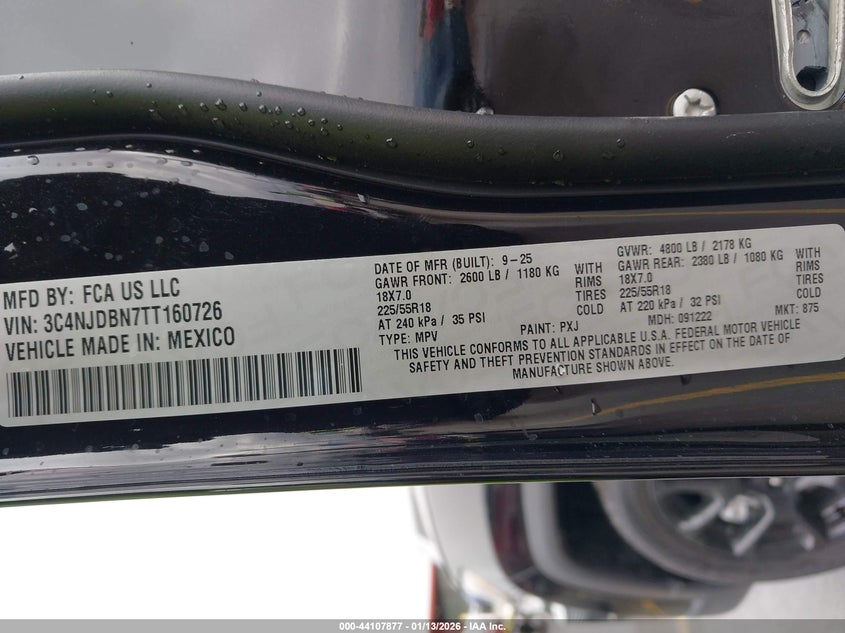 MFD BY: FCA US LLC
VIN: 3C4NJDBN7TT160726
VEHICLE MADE IN: MEXICO
DATE OF MFR (BUILT): 9-25
GAWR FRONT: 2600 LB / 1180 KG WITH
18X7.0 RIMS
225/55R18 TIRES
AT 240 kPa / 35 PSI COLD
TYPE: MPV PAINT: PXJ
GVWR: 4800 LB / 2178 KG
GAWR REAR: 2380 LB / 1080 KG WITH
18X7.0 RIMS
225/55R18 TIRES
AT 220 kPa / 32 PSI COLD
MDH: 091222 MKT: 875
THIS VEHICLE CONFORMS TO ALL APPLICABLE U.S.A. FEDERAL MOTOR VEHICLE
SAFETY AND THEFT PREVENTION STANDARDS IN EFFECT ON THE DATE OF
MANUFACTURE SHOWN ABOVE.
000-44107877 - 01/13/2026 - IAA Inc.